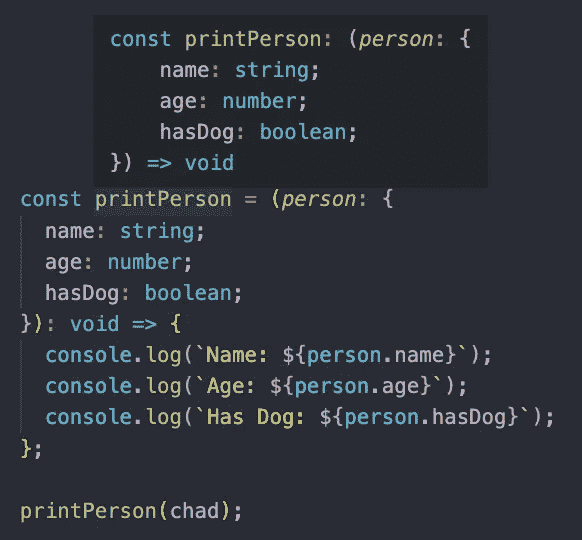 const printPerson: (person: {
    name: string;
    age: number;
    hasDog: boolean;
}) => void
const printPerson = (person: {
  name: string;
  age: number;
  hasDog: boolean;
}): void => {
  console.log(`Name: ${person.name}`);
  console.log(`Age: ${person.age}`);
  console.log(`Has Dog: ${person.hasDog}`);
};
printPerson(chad);